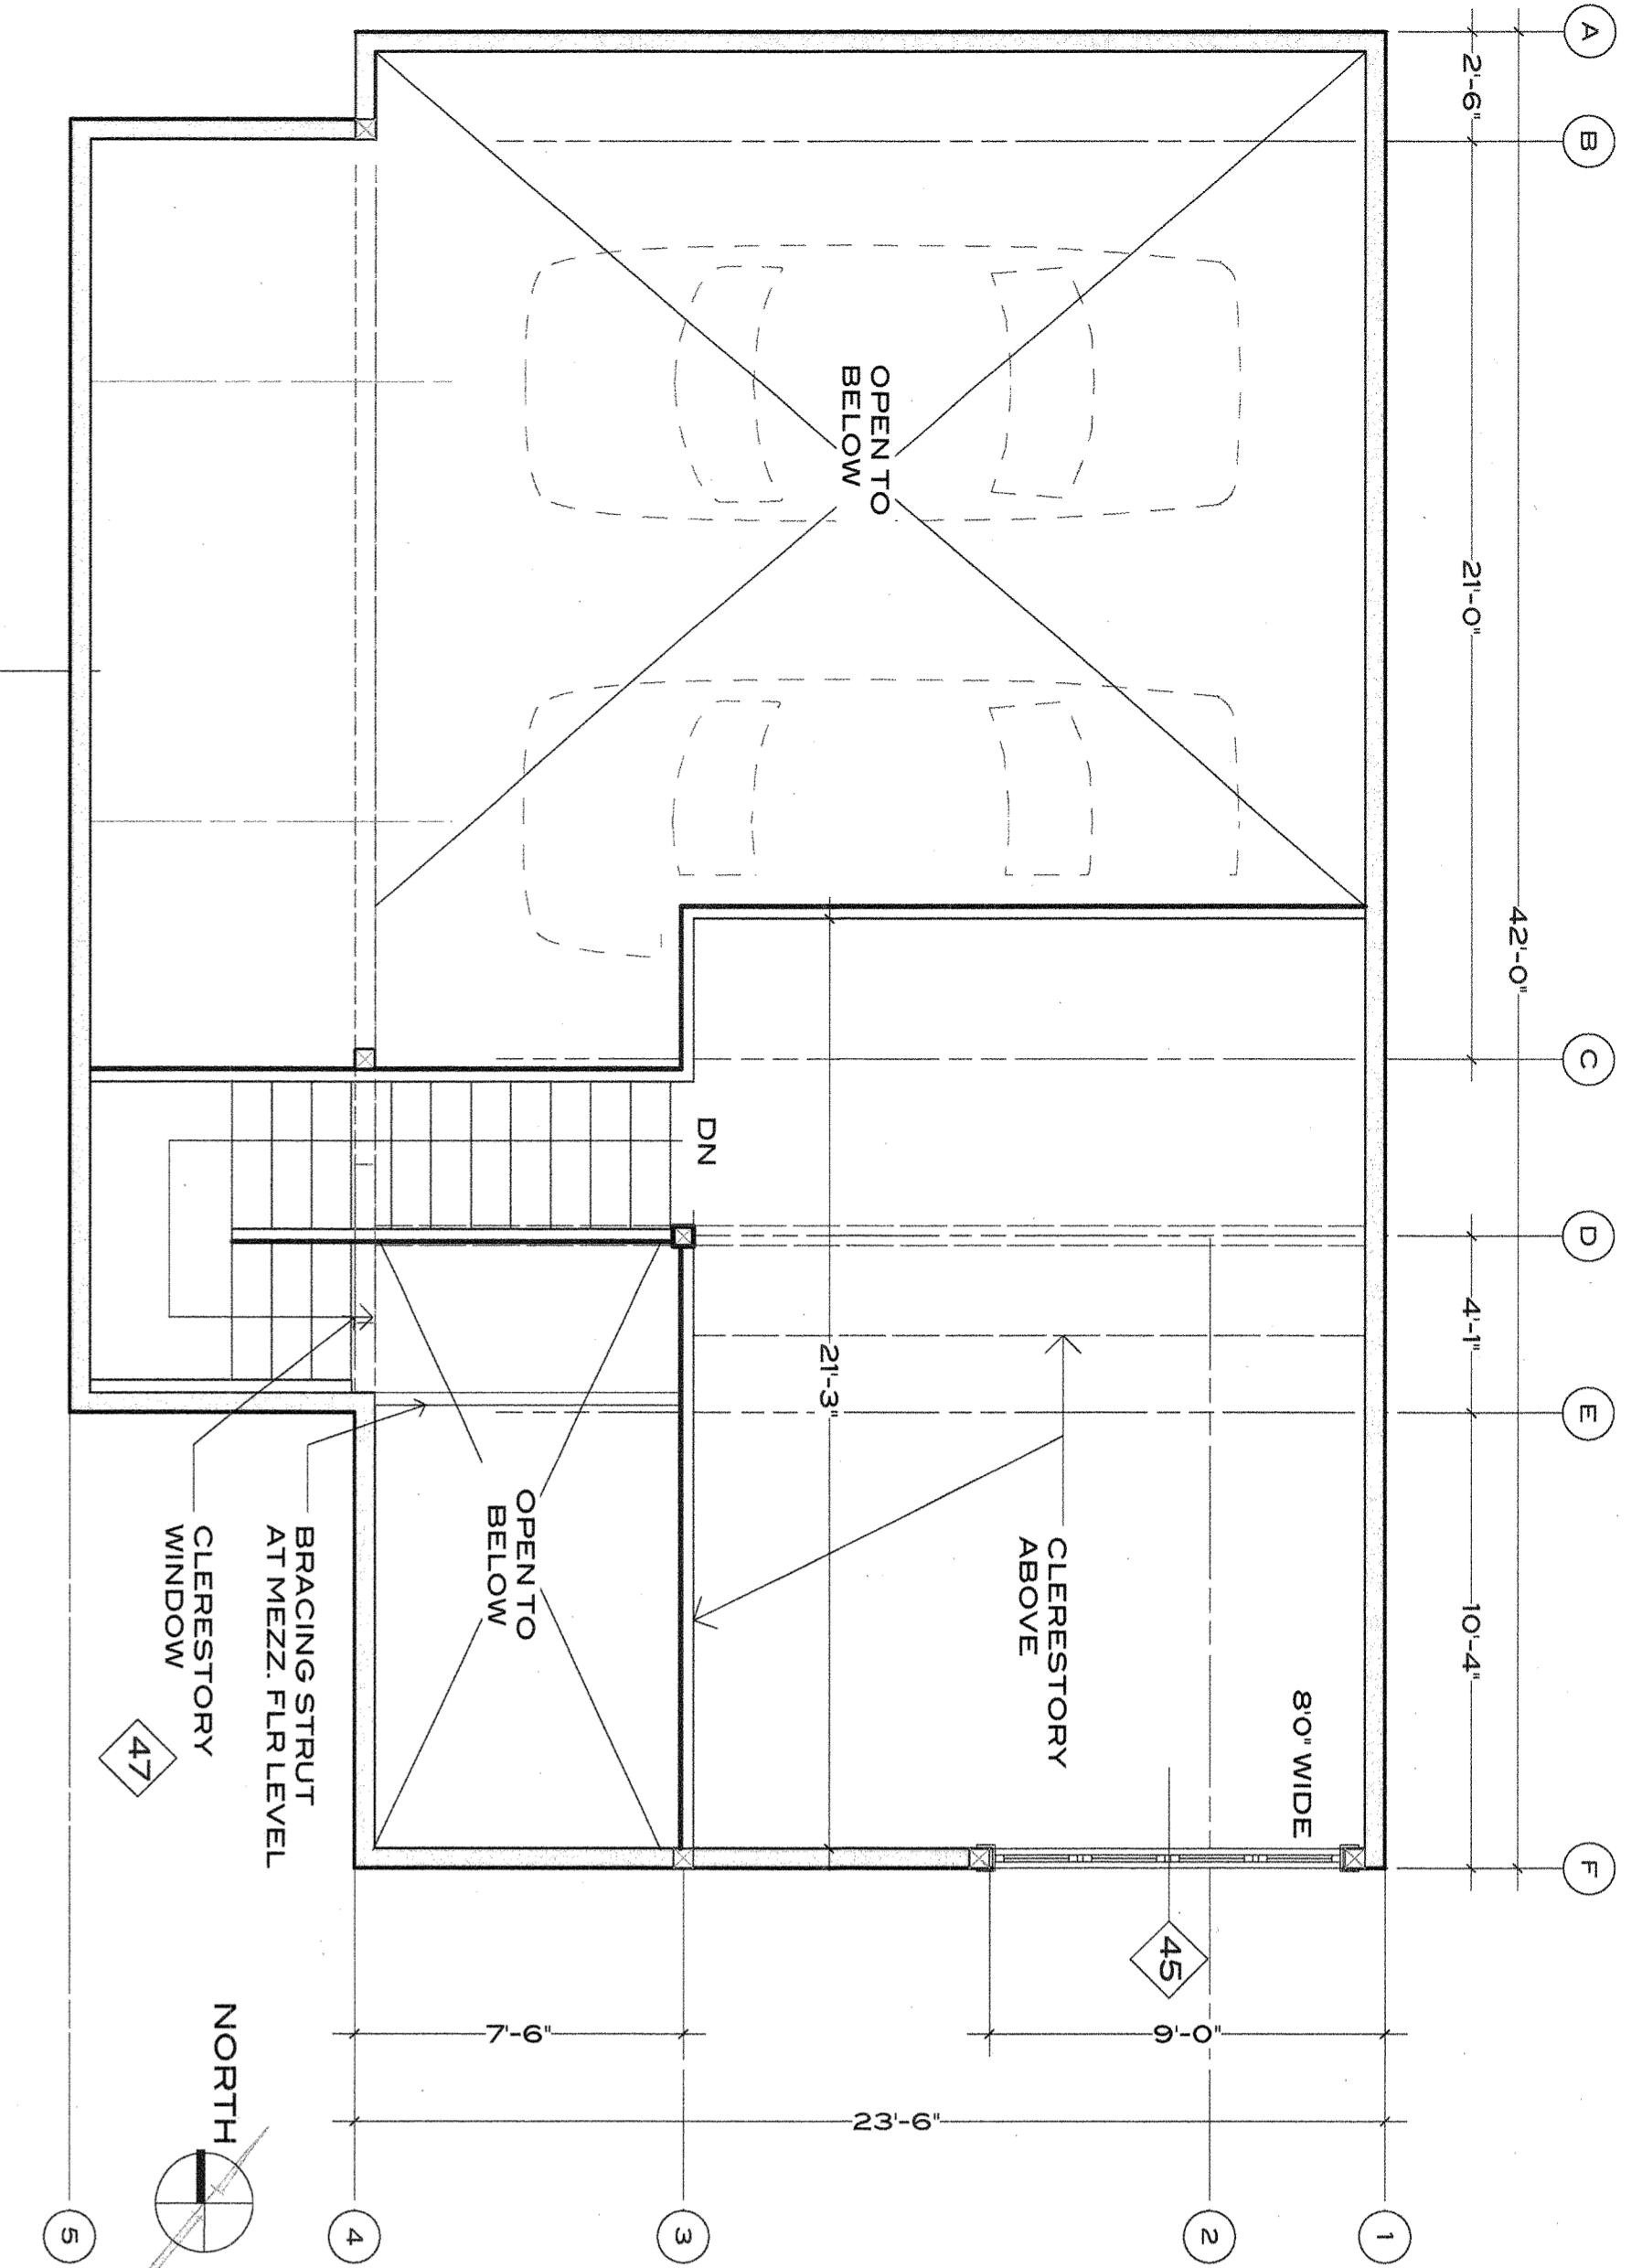 A
B
C
D
E
F
42'-0"
2'-6"
21'-0"
4'-1"
10'-4"
8'0" WIDE
OPEN TO
BELOW
CLERESTORY
ABOVE
21'-3"
DN
OPEN TO
BELOW
BRACING STRUT
AT MEZZ. FLR LEVEL
CLERESTORY
WINDOW
47
45
9'-0"
7'-6"
23'-6"
NORTH
1
2
3
4
5